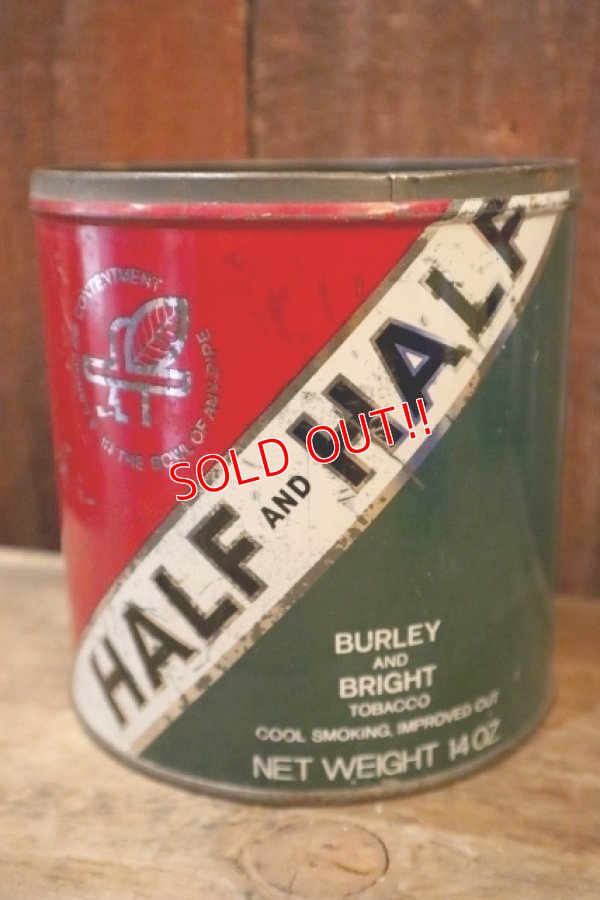 OF CONTENTMENT
IN THE BOWL OF ANY PIPE
HALF AND HALF
SOLD OUT!!
BURLEY
AND
BRIGHT
TOBACCO
COOL SMOKING, IMPROVED CUT
NET WEIGHT 14 OZ